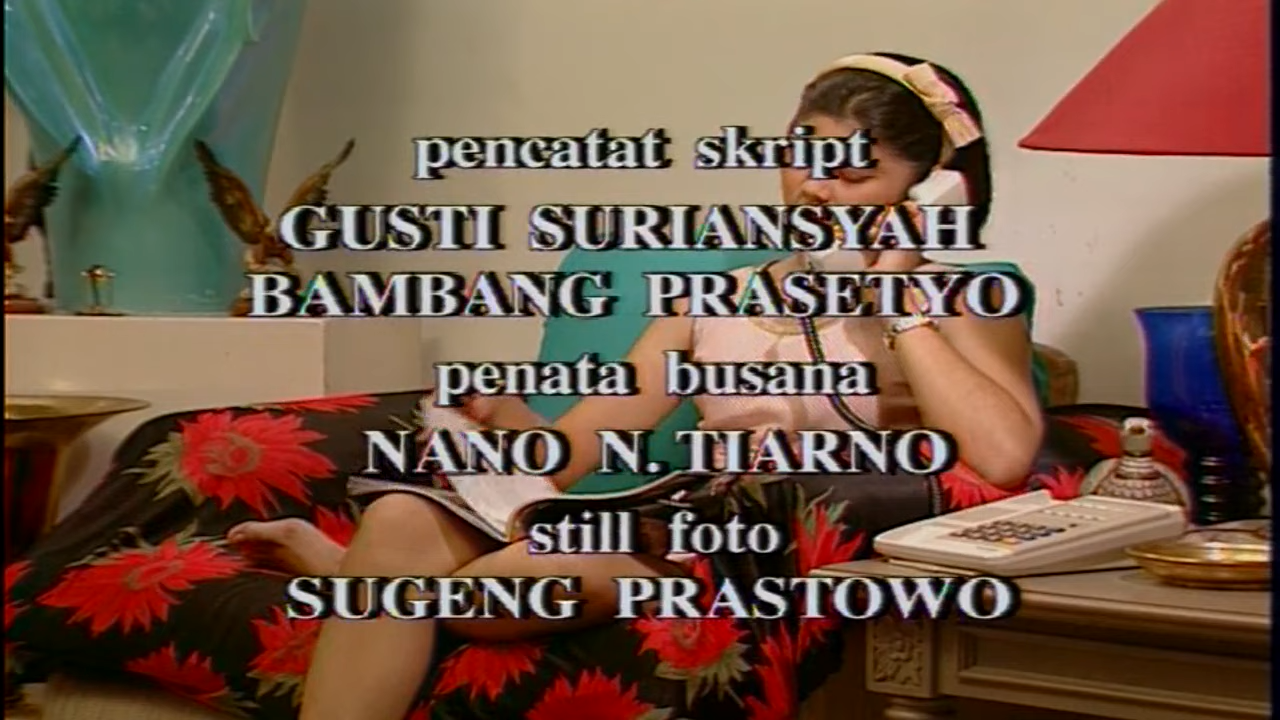 pencatat skript
GUSTI SURIANSYAH
BAMBANG PRASETYO
penata busana
NANO N. TIARNO
still foto
SUGENG PRASTOWO